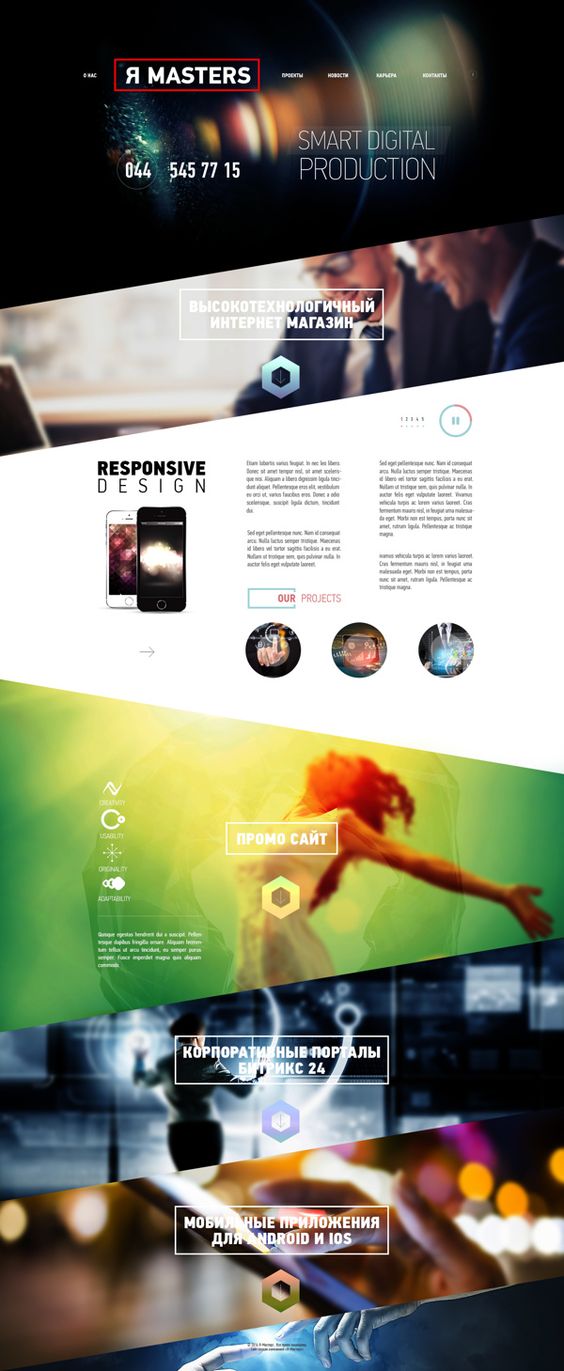 О НАС
Я MASTERS
ПРОЕКТЫ
НОВОСТИ
КАРЬЕРА
КОНТАКТЫ
SMART DIGITAL
PRODUCTION
044 545 77 15
ВЫСОКОТЕХНОЛОГИЧНЫЙ
ИНТЕРНЕТ МАГАЗИН
1 2 3 4 5
RESPONSIVE
DESIGN
Etiam lobortis varius feugiat. In nec leo libero.
Donec sit amet tempor nisl, sit amet sceleris-
que nos. Aliquam a libero dignissim ligula tinci-
dunt aliquet. Pellentesque eros elit, vestibulum
eu orci ut, varius faucibus eros. Donec a odio
scelerisque, suscipit ligula dictum, tincidunt
dui.
Sed eget pellentesque nunc. Nam id consequat
arcu. Nulla luctus semper tristique. Maecenas
id libero vel tortor sagittis facilisis a eu erat.
Nullam ut tristique sem, quis pulvinar nulla. In
auctor felis eget vulputate laoreet.
Sed eget pellentesque nunc. Nam id consequat
arcu. Nulla luctus semper tristique. Maecenas
id libero vel tortor sagittis facilisis a eu erat.
Nullam ut tristique sem, quis pulvinar nulla. In
auctor felis eget vulputate laoreet. Vivamus
vehicula turpis ac lorem varius laoreet. Cras
fermentum mauris nisl, in feugiat urna malesu-
ada eget. Morbi non est tempus, porta nunc sit
amet, rutrum ligula. Pellentesque ac tristique
magna.
vamus vehicula turpis ac lorem varius laoreet.
Cras fermentum mauris nisl, in feugiat urna
malesuada eget. Morbi non est tempus, porta
nunc sit amet, rutrum ligula. Pellentesque ac
tristique magna.
OUR PROJECTS
CREATIVITY
USABILITY
ORIGINALITY
ADAPTABILITY
ПРОМО САЙТ
Quisque egestas hendrerit dui a suscipit. Pellen-
tesque dapibus fringilla ornare. Aliquam fermen-
tum tellus ut arcu tincidunt, eu semper purus
semper. Fusce imperdiet magna quis aliquam
commodo.
КОРПОРАТИВНЫЕ ПОРТАЛЫ
БИТРИКС 24
МОБИЛЬНЫЕ ПРИЛОЖЕНИЯ
ДЛЯ ANDROID И IOS